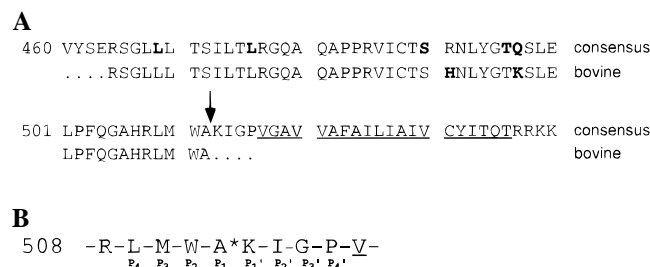 A
460 VYSERSGLLL TSILTLRGQA QAPPRVICTS RNLYGTQSLE consensus
....RSGLLL TSILTLRGQA QAPPRVICTS HNLYGTKSLE bovine
501 LPFQGAHRLM WAKIGPVGAV VAFAILIAIV CYITQTRRKK consensus
LPFQGAHRLM WA.... bovine
B
508 -R-L-M-W-A*K-I-G-P-V-
P4 P3 P2 P1 P1' P2' P3' P4'